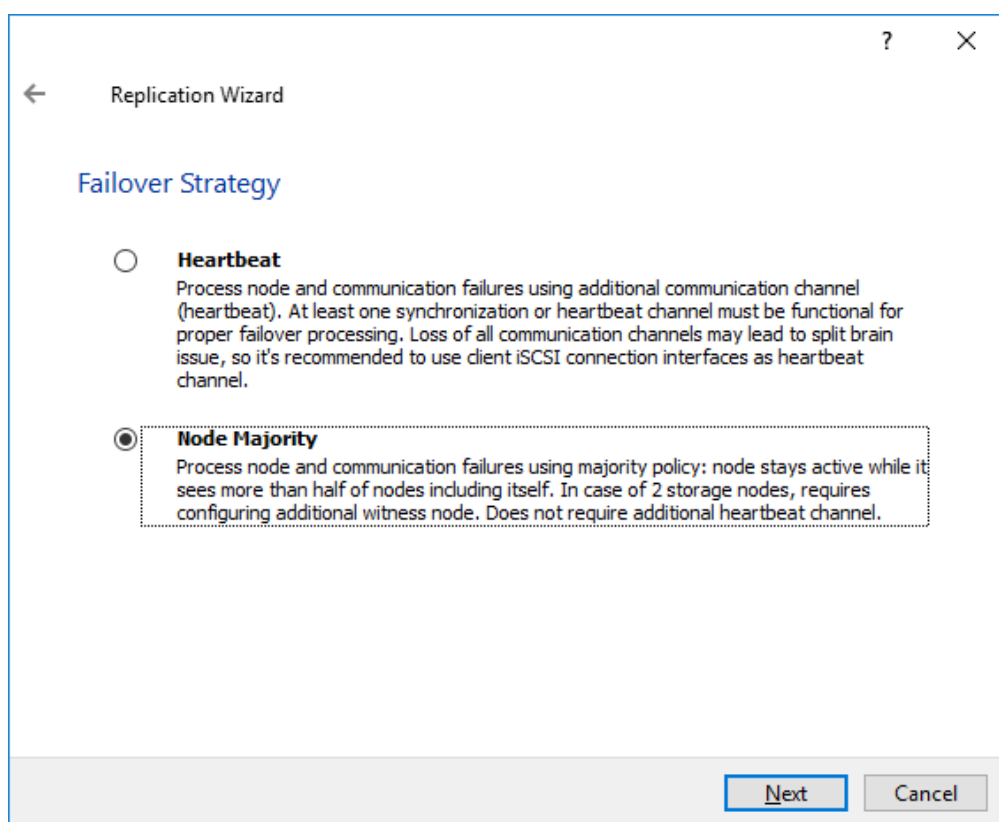 ?
Replication Wizard
Failover Strategy
Heartbeat
Process node and communication failures using additional communication channel
(heartbeat). At least one synchronization or heartbeat channel must be functional for
proper failover processing. Loss of all communication channels may lead to split brain
issue, so it's recommended to use client iSCSI connection interfaces as heartbeat
channel.
Node Majority
Process node and communication failures using majority policy: node stays active while it
sees more than half of nodes including itself. In case of 2 storage nodes, requires
configuring additional witness node. Does not require additional heartbeat channel.
Next Cancel